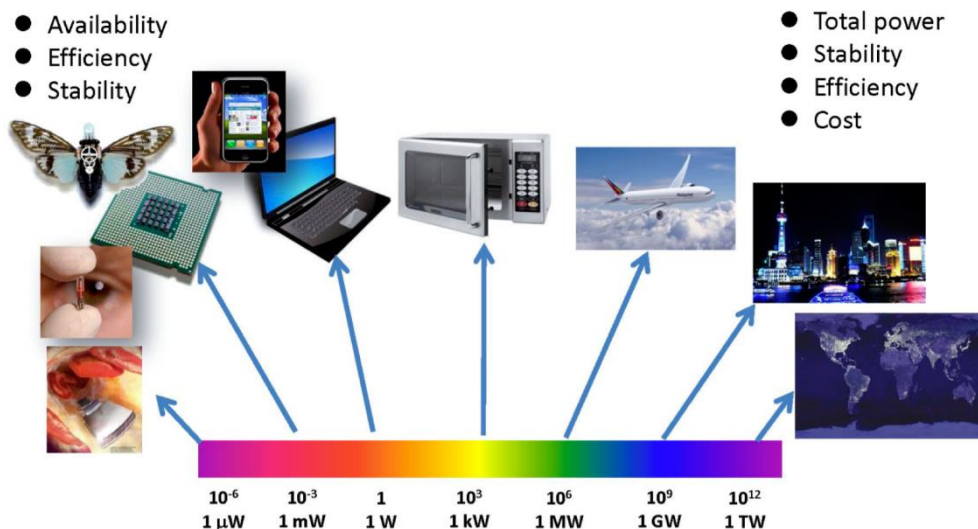 ● Availability
● Efficiency
● Stability
● Total power
● Stability
● Efficiency
● Cost
10⁻⁶ 10⁻³ 1 10³ 10⁶ 10⁹ 10¹²
1 μW 1 mW 1 W 1 kW 1 MW 1 GW 1 TW